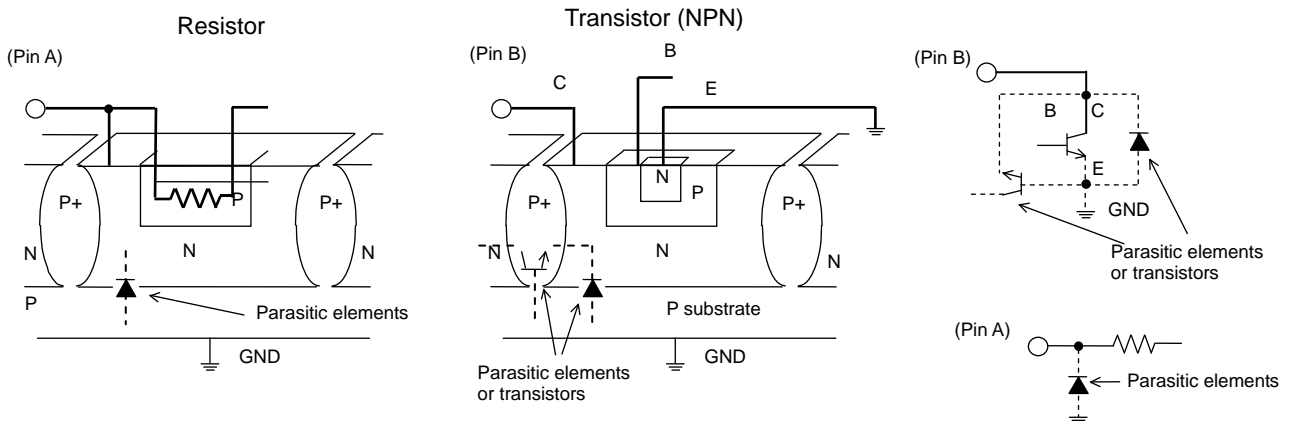 Resistor
(Pin A)
P+
P
P+
N
N
N
P
Parasitic elements
GND
Transistor (NPN)
(Pin B)
B
C
E
N
P
P+
P+
N
N
N
P substrate
GND
Parasitic elements
or transistors
(Pin B)
B
C
E
GND
Parasitic elements
or transistors
(Pin A)
Parasitic elements